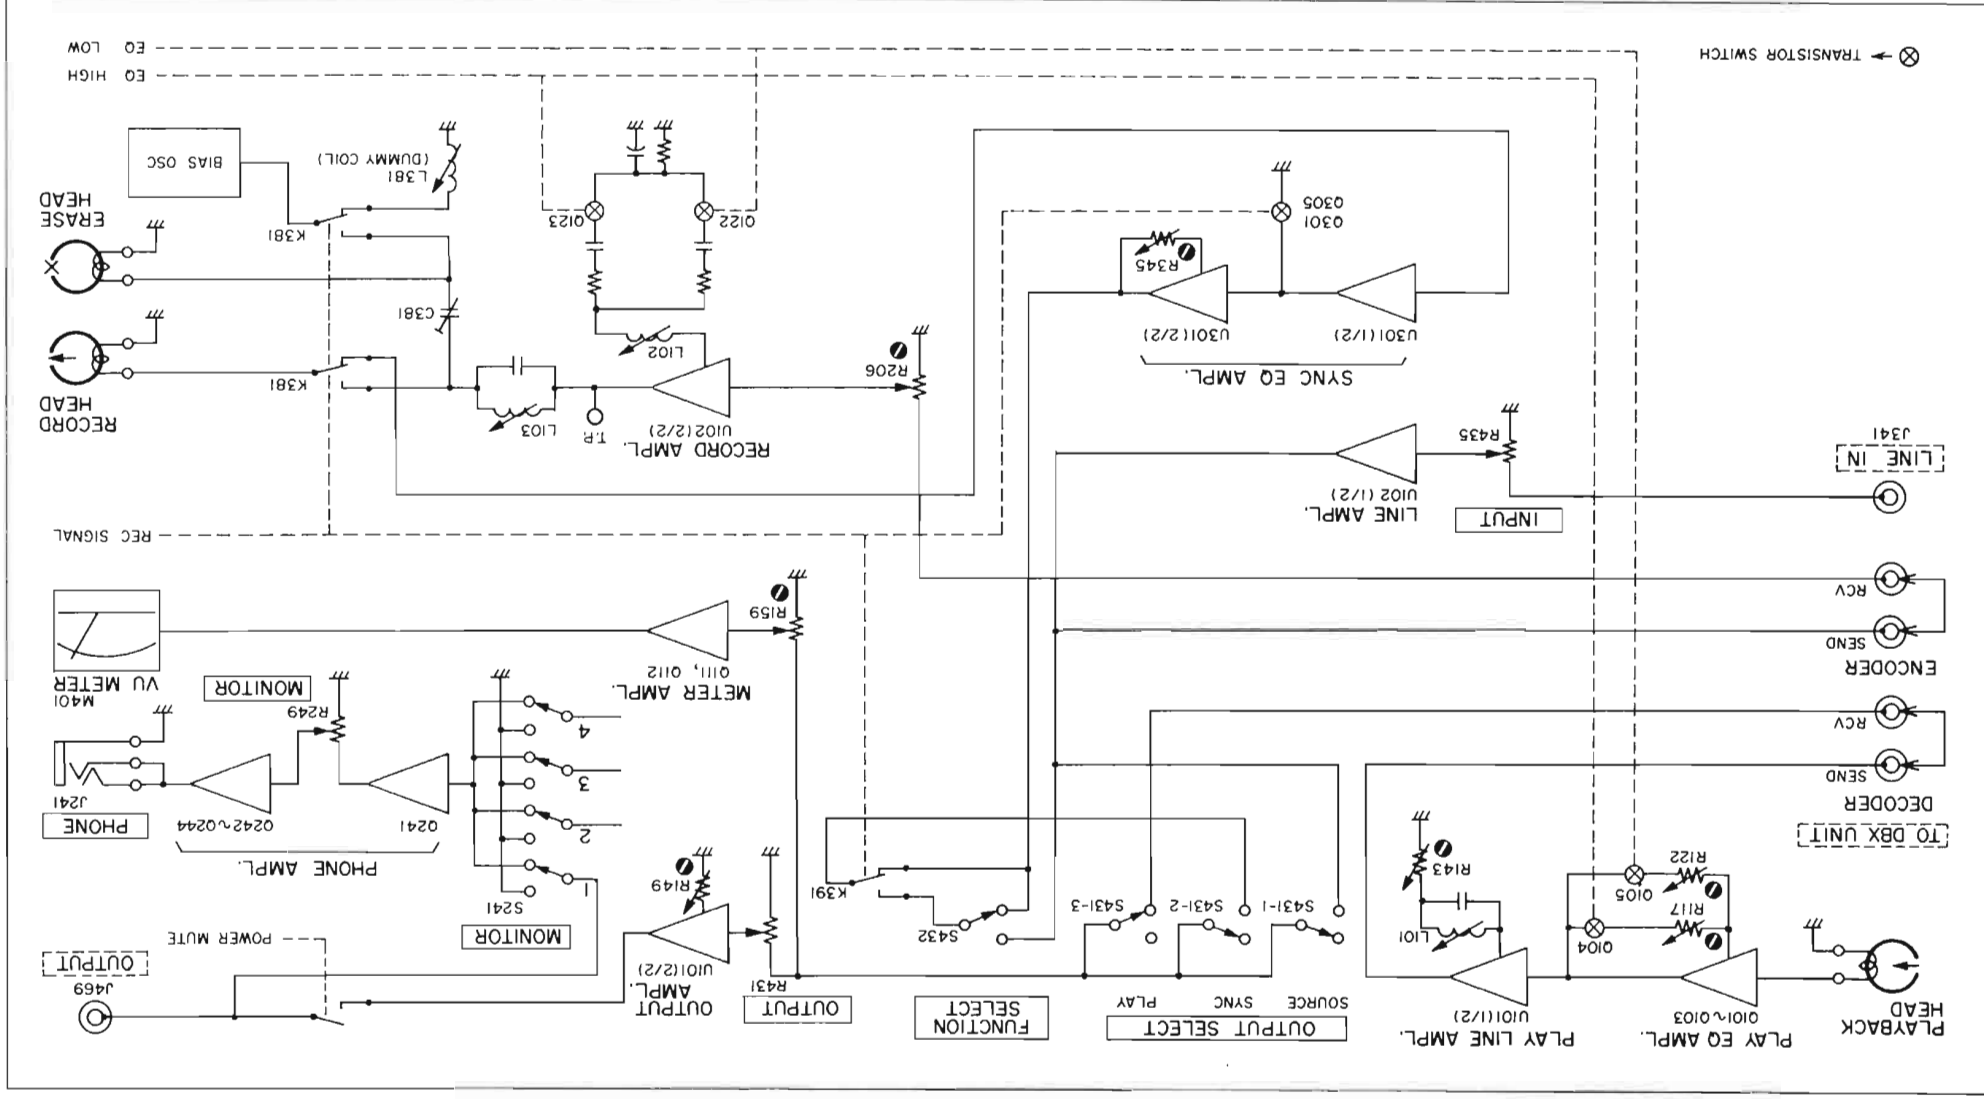 PLAYBACK
HEAD
PLAY EQ AMPL.
Q101~Q103
R117
R122
Q104
Q105
PLAY LINE AMPL.
U101(1/2)
L101
R143
OUTPUT SELECT
SOURCE
SYNC
PLAY
S431-1
S431-2
S431-3
FUNCTION
SELECT
S432
K391
OUTPUT
R431
OUTPUT
AMPL.
U101(2/2)
R149
J469
OUTPUT
POWER MUTE
MONITOR
S241
1
2
3
4
PHONE AMPL.
Q241
Q242~Q244
PHONE
J241
R249
MONITOR
TO DBX UNIT
DECODER
SEND
RCV
ENCODER
SEND
RCV
METER AMPL.
Q111, Q112
R159
M401
VU METER
REC SIGNAL
LINE IN
J341
INPUT
R435
LINE AMPL.
U102 (1/2)
SYNC EQ AMPL.
U301(1/2)
U301(2/2)
R345
Q301
Q305
RECORD AMPL.
U102(2/2)
R206
T.P.
L102
L103
Q122
Q123
K381
C381
RECORD
HEAD
ERASE
HEAD
K381
L381
(DUMMY COIL)
BIAS OSC
EQ HIGH
EQ LOW
TRANSISTOR SWITCH